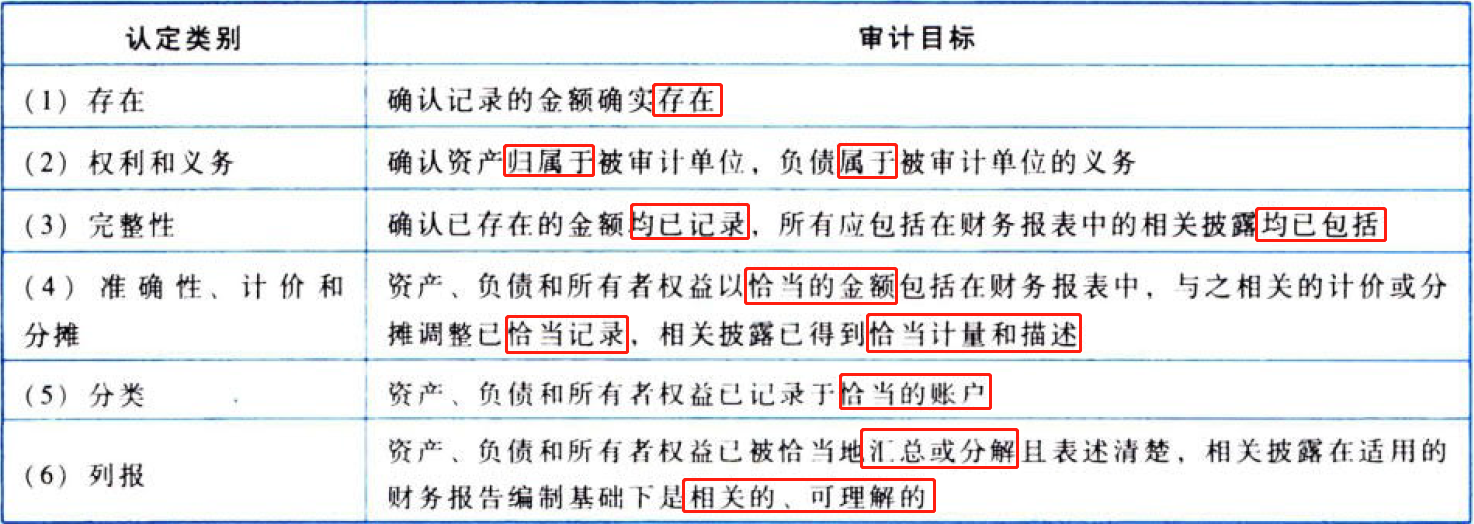 认定类别 审计目标
(1) 存在 确认记录的金额确实存在
(2) 权利和义务 确认资产归属于被审计单位，负债属于被审计单位的义务
(3) 完整性 确认已存在的金额均已记录，所有应包括在财务报表中的相关披露均已包括
(4) 准确性、计价和 资产、负债和所有者权益以恰当的金额包括在财务报表中，与之相关的计价或分
分摊 摊调整已恰当记录，相关披露已得到恰当计量和描述
(5) 分类 资产、负债和所有者权益已记录于恰当的账户
(6) 列报 资产、负债和所有者权益已被恰当地汇总或分解且表述清楚，相关披露在适用的
财务报告编制基础下是相关的、可理解的